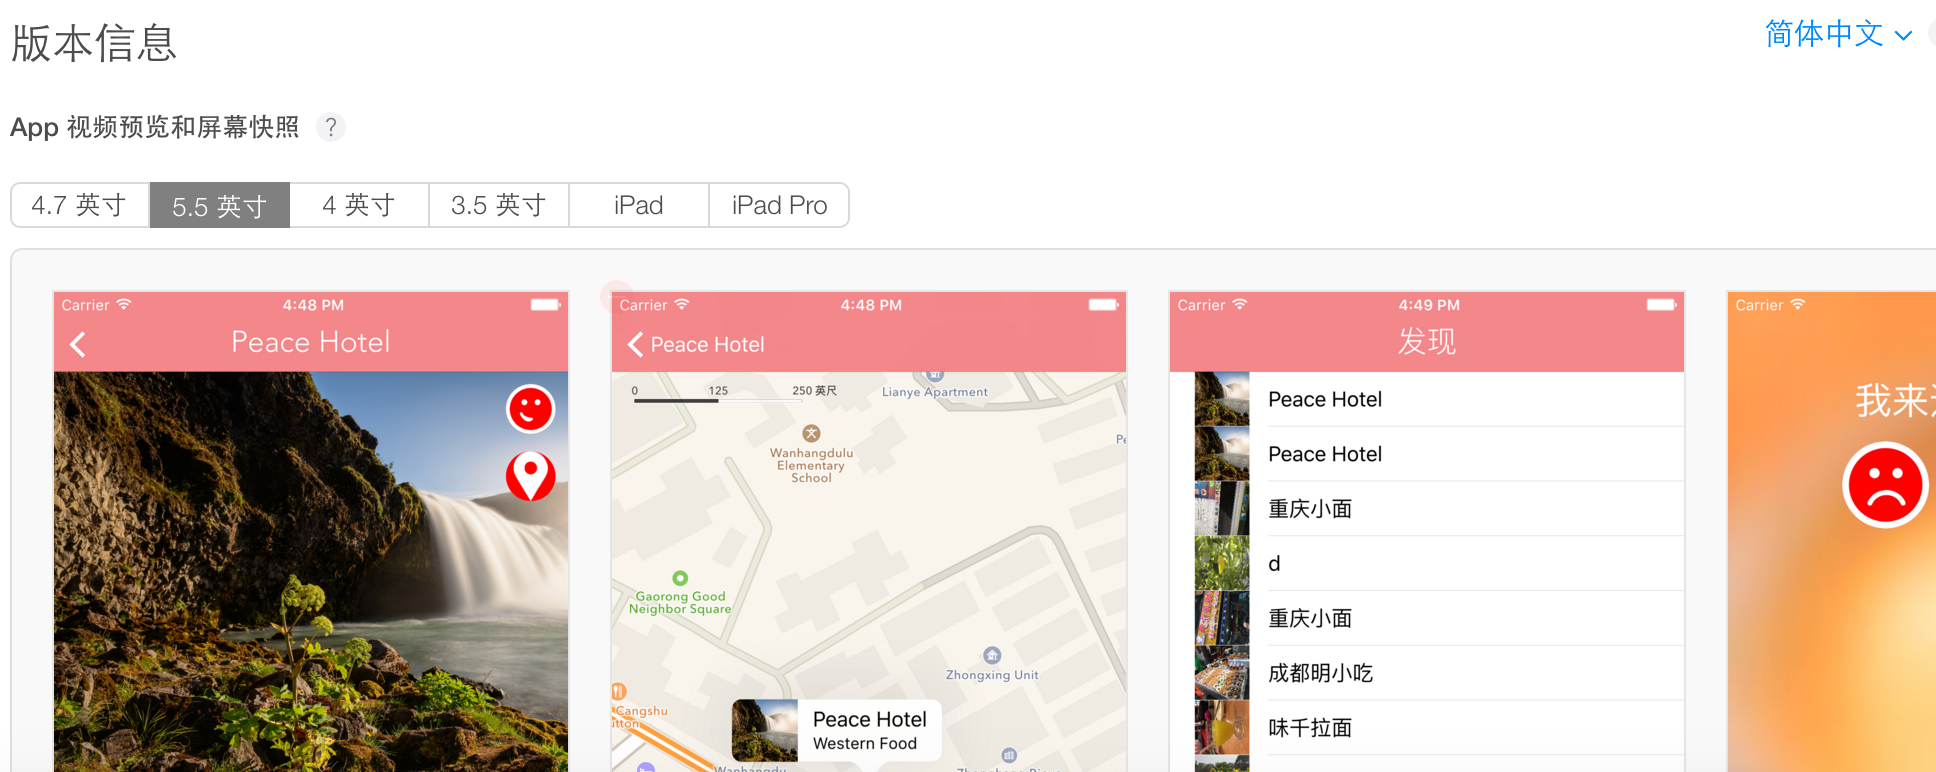 版本信息
简体中文
App 视频预览和屏幕快照 ?
4.7 英寸
5.5 英寸
4 英寸
3.5 英寸
iPad
iPad Pro
Carrier
4:48 PM
Peace Hotel
Carrier
4:48 PM
Peace Hotel
0
125
250 英尺
Lianye Apartment
Wanhangdulu
Elementary
School
Gaorong Good
Neighbor Square
Zhongxing Unit
Cangshu
Peace Hotel
Western Food
Wanhangdu
Carrier
4:49 PM
发现
Peace Hotel
Peace Hotel
重庆小面
d
重庆小面
成都明小吃
味千拉面
Carrier
我来